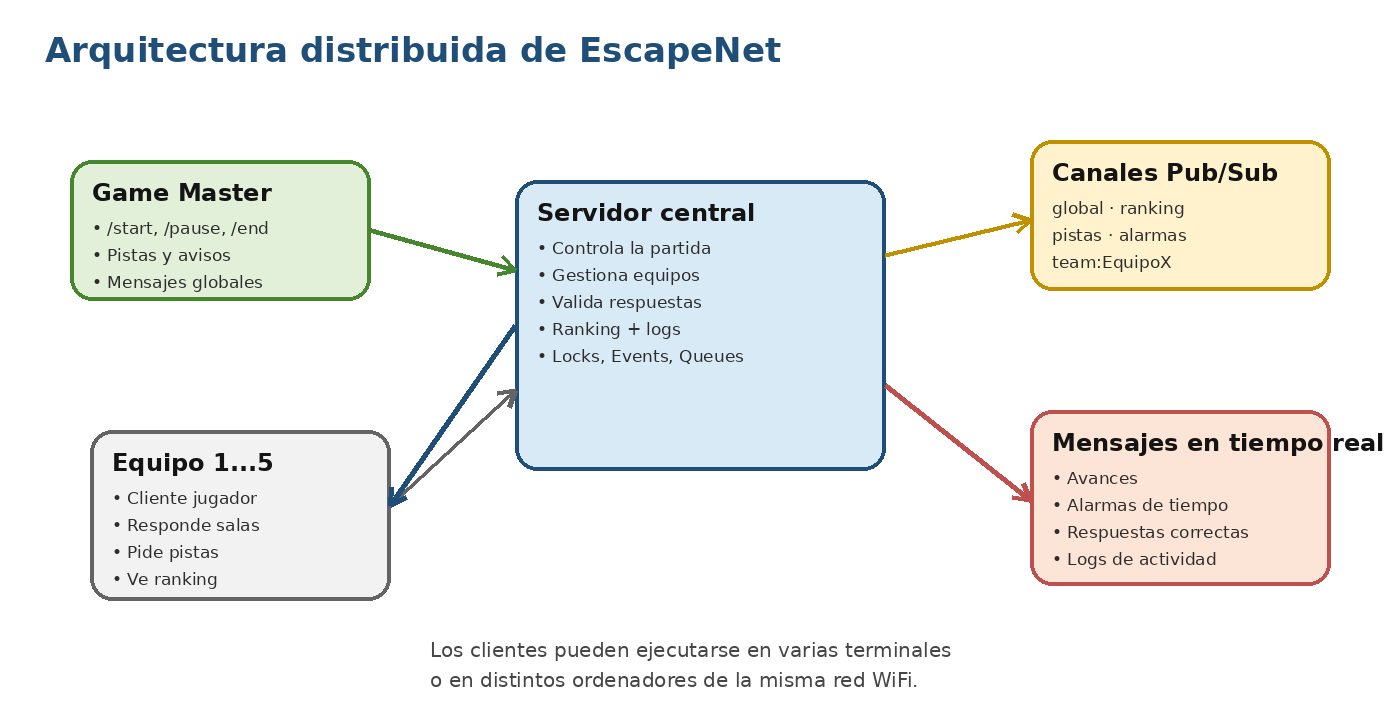 Arquitectura distribuida de EscapeNet
Game Master
• /start, /pause, /end
• Pistas y avisos
• Mensajes globales
Servidor central
• Controla la partida
• Gestiona equipos
• Valida respuestas
• Ranking + logs
• Locks, Events, Queues
Canales Pub/Sub
global · ranking
pistas · alarmas
team:EquipoX
Equipo 1...5
• Cliente jugador
• Responde salas
• Pide pistas
• Ve ranking
Mensajes en tiempo real
• Avances
• Alarmas de tiempo
• Respuestas correctas
• Logs de actividad
Los clientes pueden ejecutarse en varias terminales
o en distintos ordenadores de la misma red WiFi.